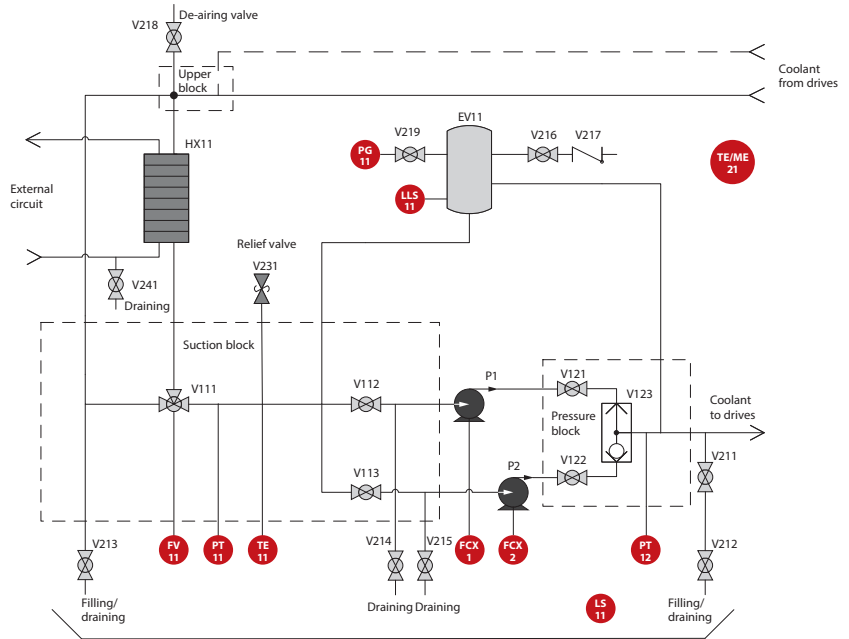 De-airing valve
V218
Upper
block
Coolant
from drives
EV11
V219
V216
V217
HX11
PG
11
TE/ME
21
LLS
11
External
circuit
Relief valve
V231
V241
Draining
Suction block
V111
V112
P1
V121
V123
Coolant
to drives
Pressure
block
V113
P2
V122
V211
V213
FV
11
PT
11
TE
11
V214
V215
FCX
1
FCX
2
PT
12
V212
Filling/
draining
Draining
Draining
LS
11
Filling/
draining